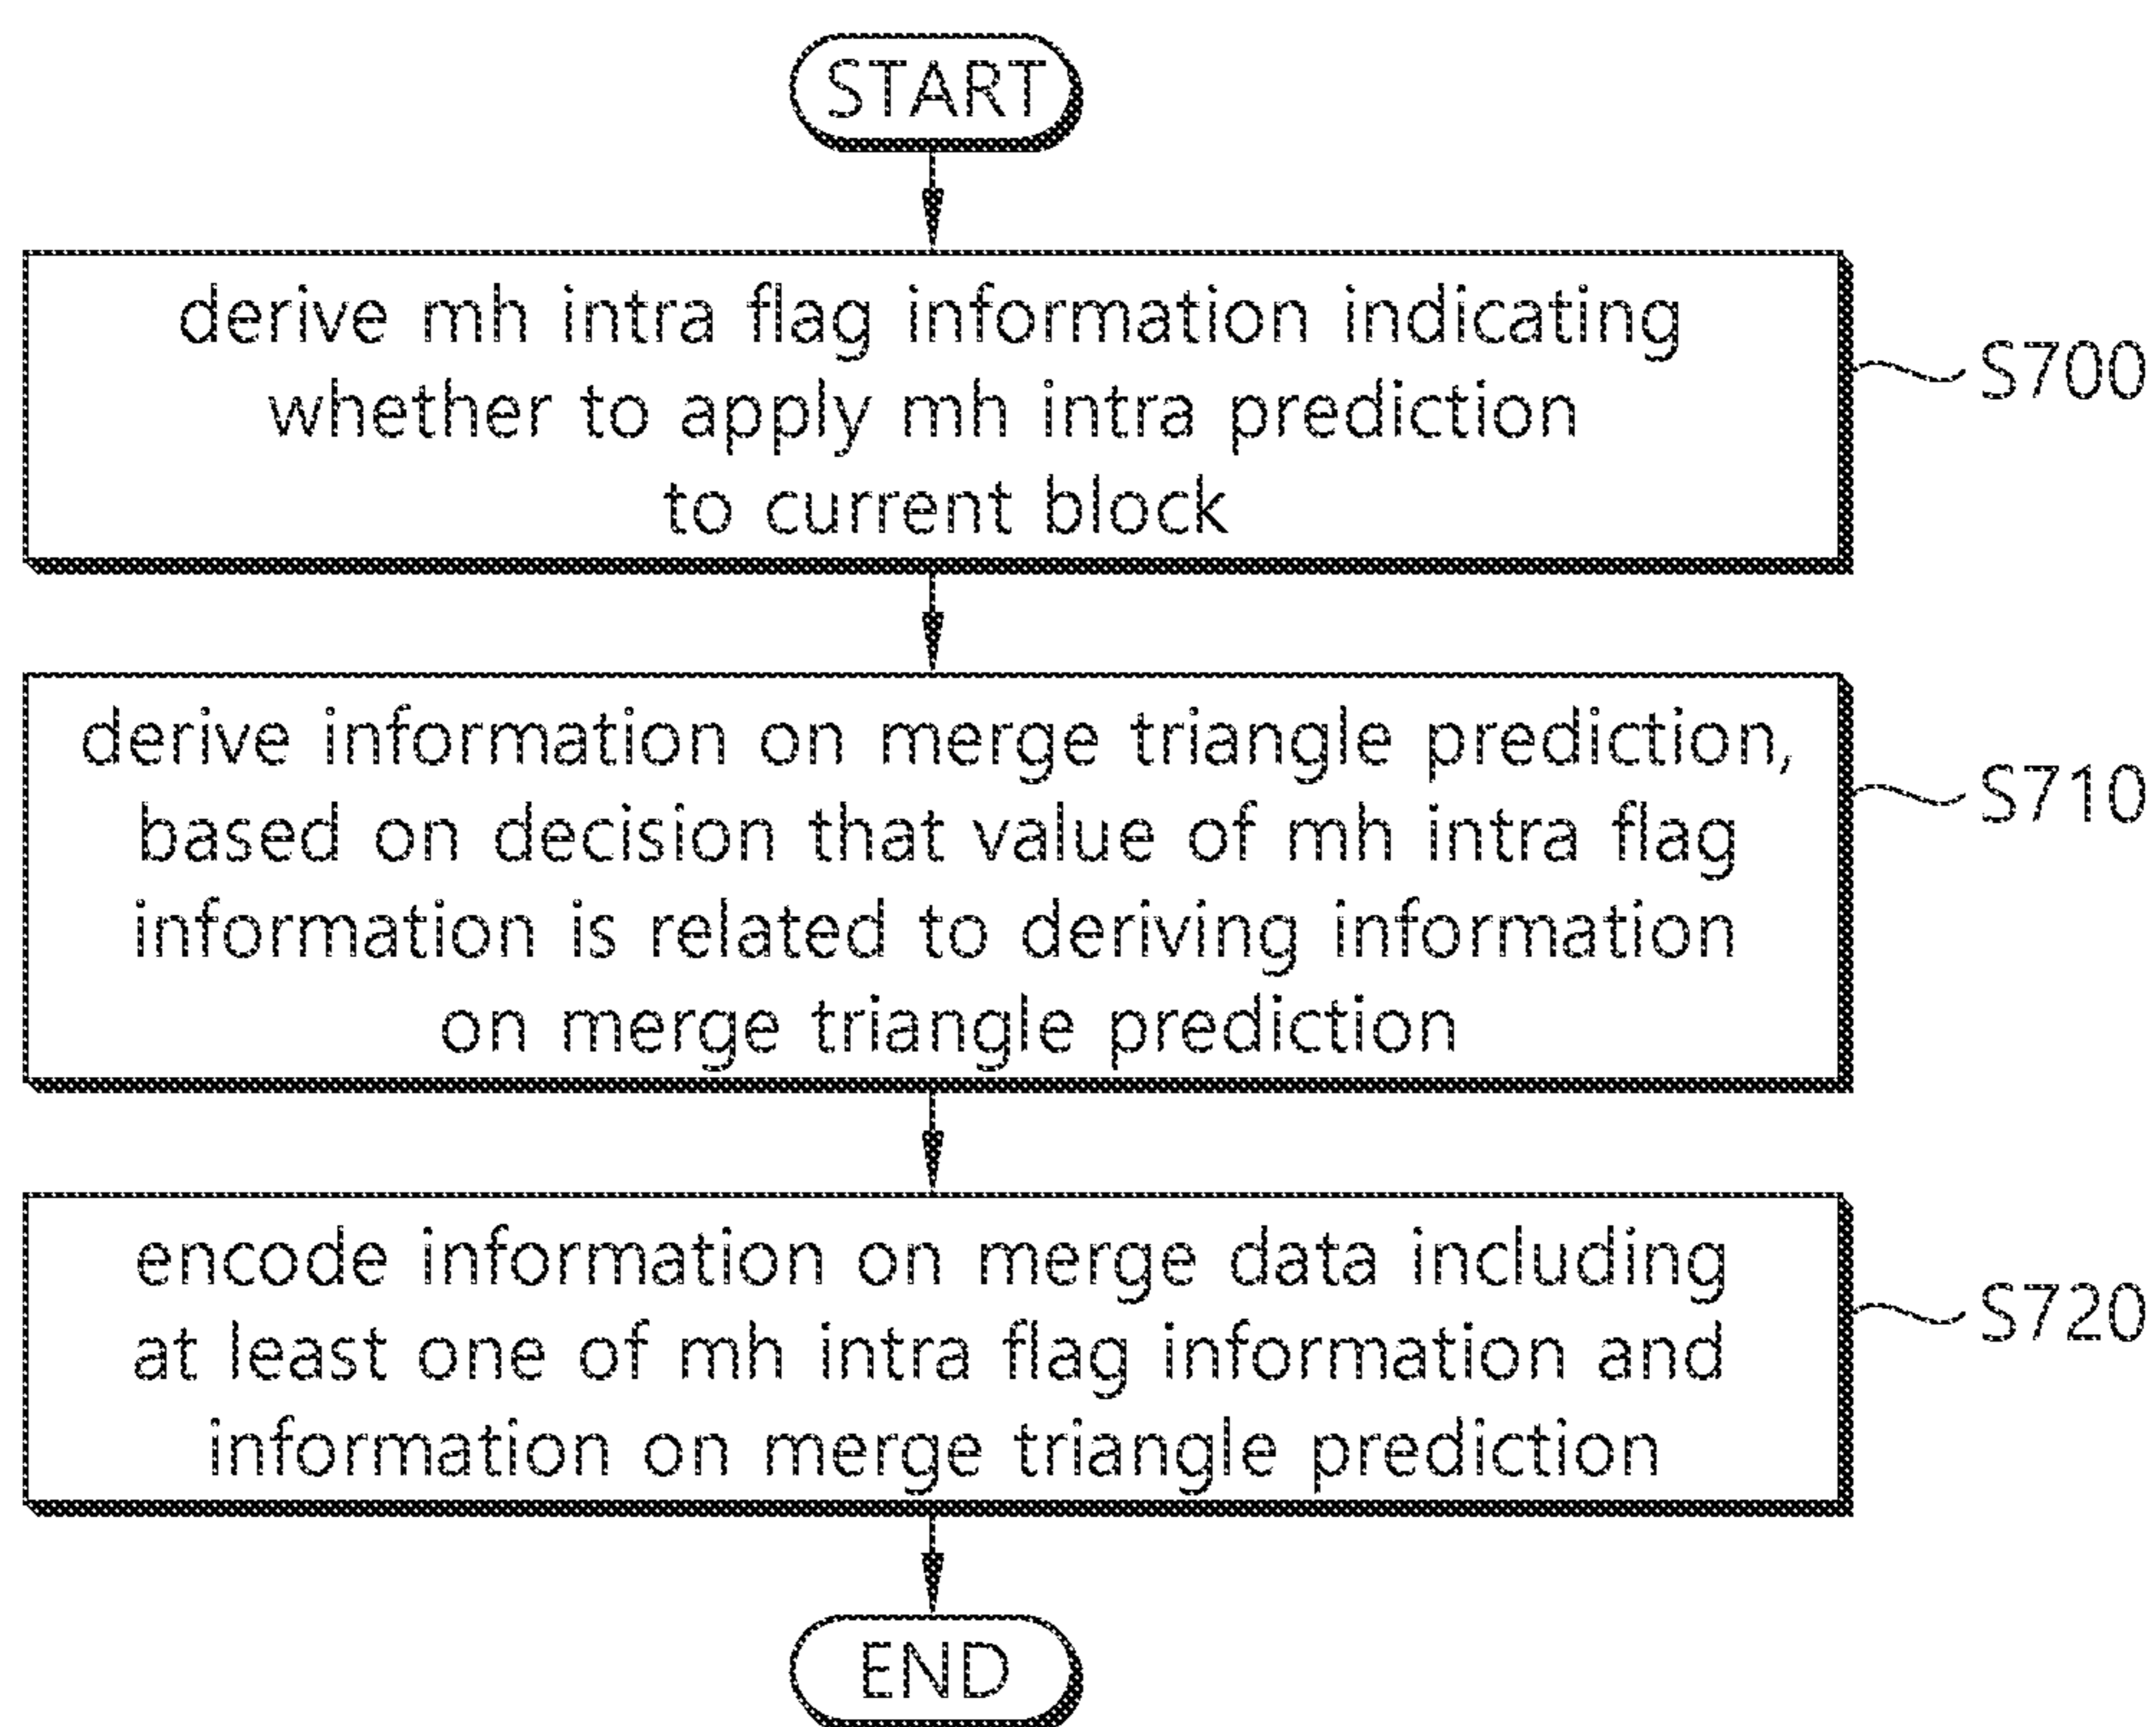 START
derive mh intra flag information indicating
whether to apply mh intra prediction
to current block
S700
derive information on merge triangle prediction,
based on decision that value of mh intra flag
information is related to deriving information
on merge triangle prediction
S710
encode information on merge data including
at least one of mh intra flag information and
information on merge triangle prediction
S720
END